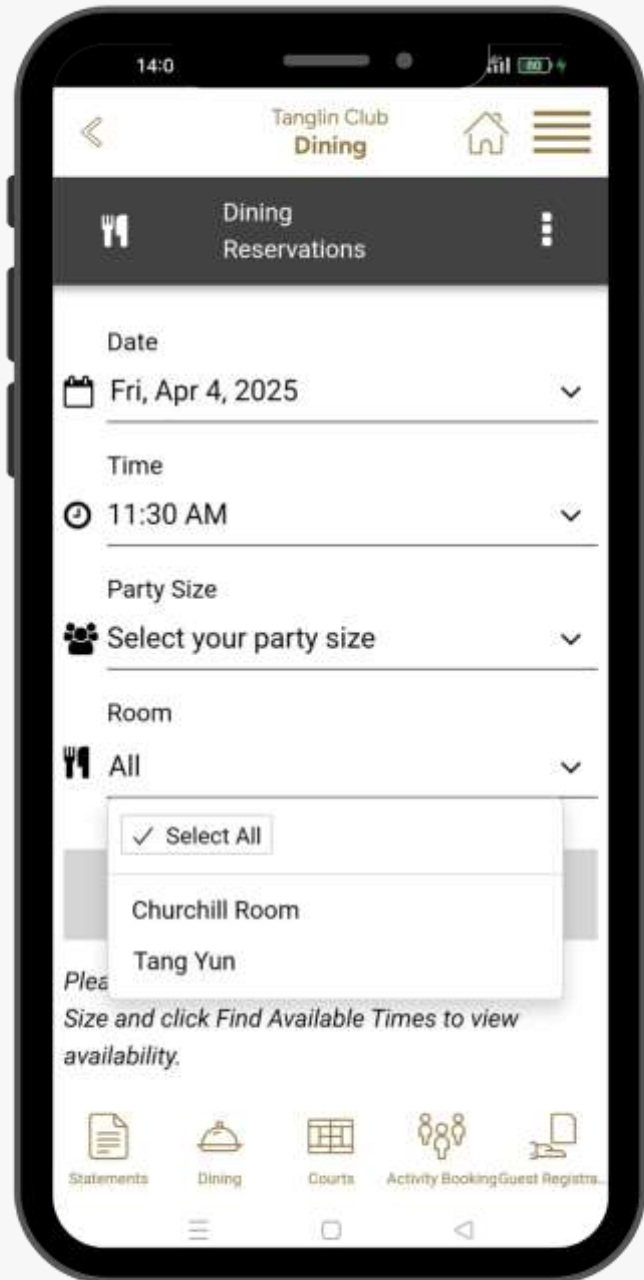 14:0
80
Tanglin Club
Dining
Dining
Reservations
Date
Fri, Apr 4, 2025
Time
11:30 AM
Party Size
Select your party size
Room
All
Select All
Churchill Room
Tang Yun
Size and click Find Available Times to view
availability.
Statements Dining Courts Activity Booking Guest Registra...